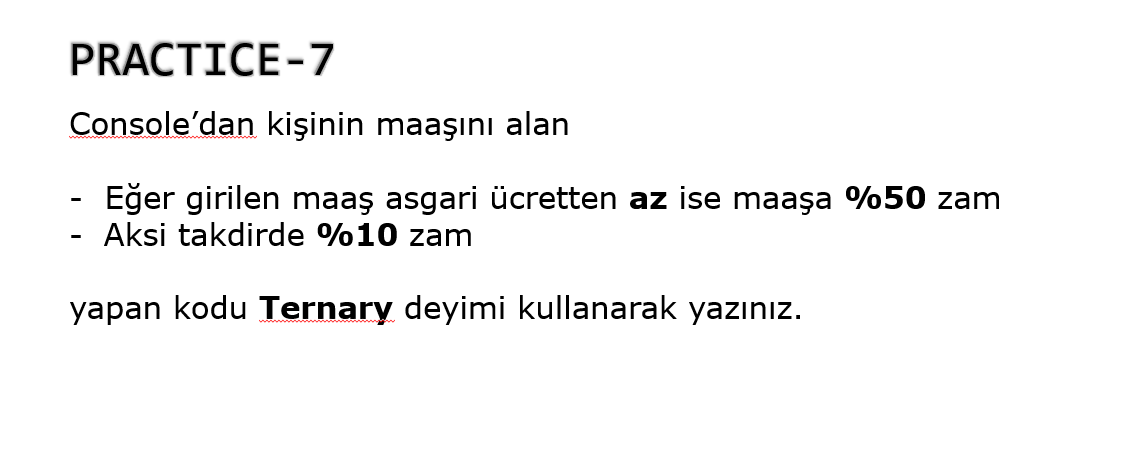 PRACTICE-7
Console’dan kişinin maaşını alan
- Eğer girilen maaş asgari ücretten az ise maaşa %50 zam
- Aksi takdirde %10 zam
yapan kodu Ternary deyimi kullanarak yazınız.